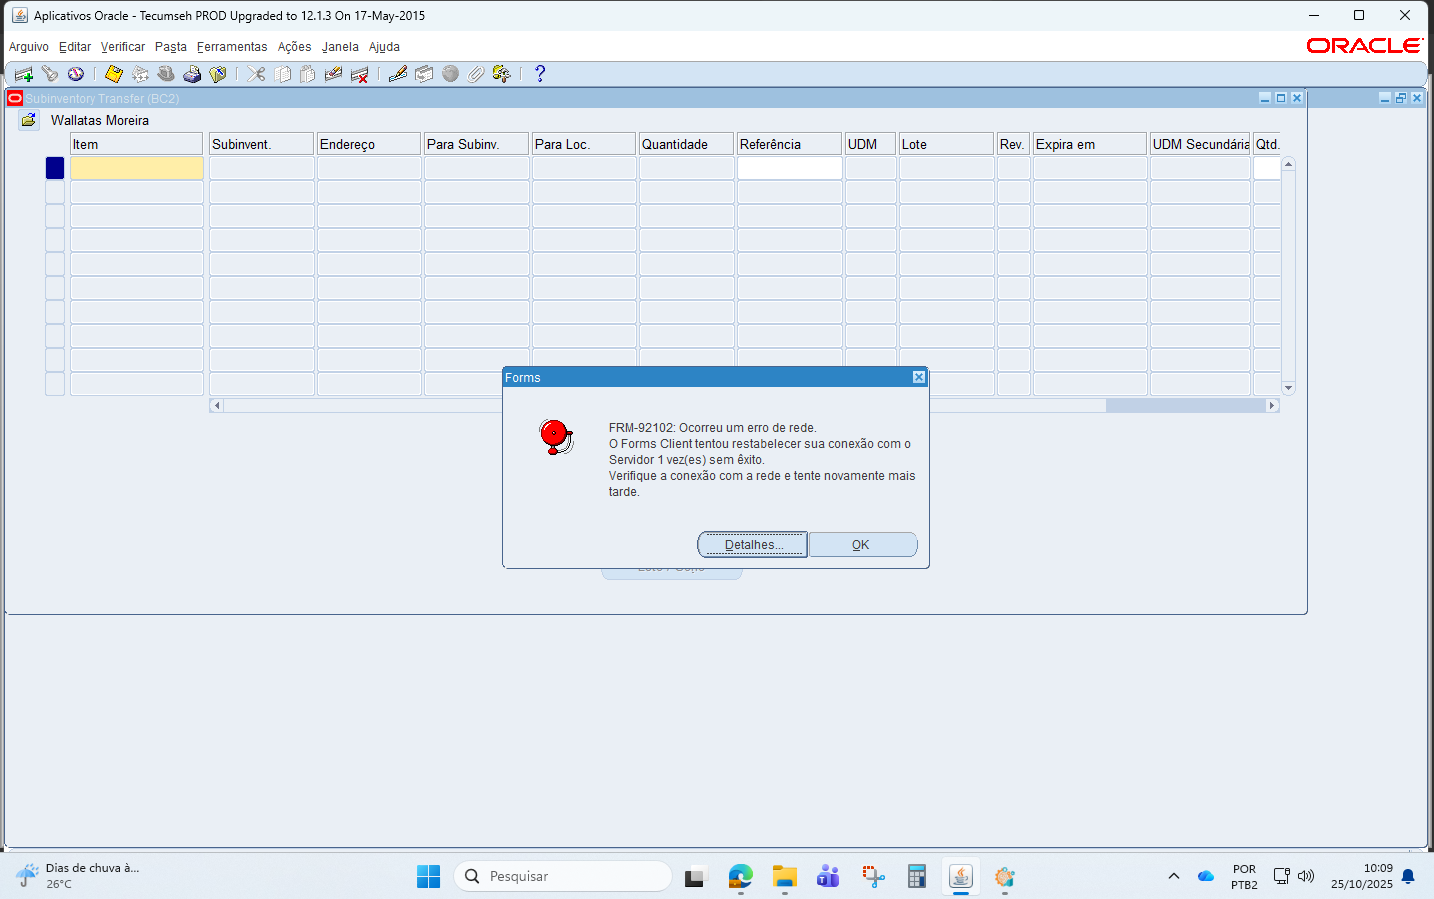 Aplicativos Oracle - Tecumseh PROD Upgraded to 12.1.3 On 17-May-2015
Arquivo Editar Verificar Pasta Ferramentas Ações Janela Ajuda
ORACLE
Subinventory Transfer (BC2)
Wallatas Moreira
Item Subinvent. Endereço Para Subinv. Para Loc. Quantidade Referência UDM Lote Rev. Expira em UDM Secundária Qtd.
Forms
FRM-92102: Ocorreu um erro de rede.
O Forms Client tentou restabelecer sua conexão com o
Servidor 1 vez(es) sem êxito.
Verifique a conexão com a rede e tente novamente mais
tarde.
Detalhes... OK
Dias de chuva à...
26°C
Pesquisar
POR
PTB2
10:09
25/10/2025